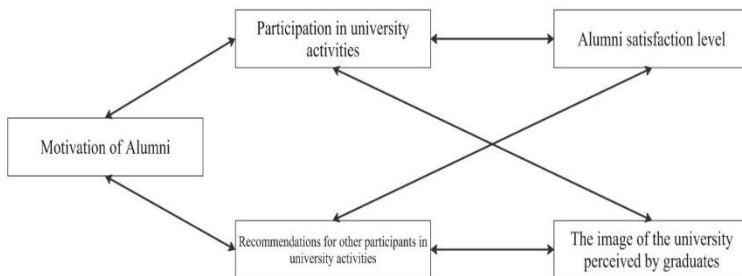 Participation in university
activities
Alumni satisfaction level
Motivation of Alumni
Recommendations for other participants in
university activities
The image of the university
perceived by graduates